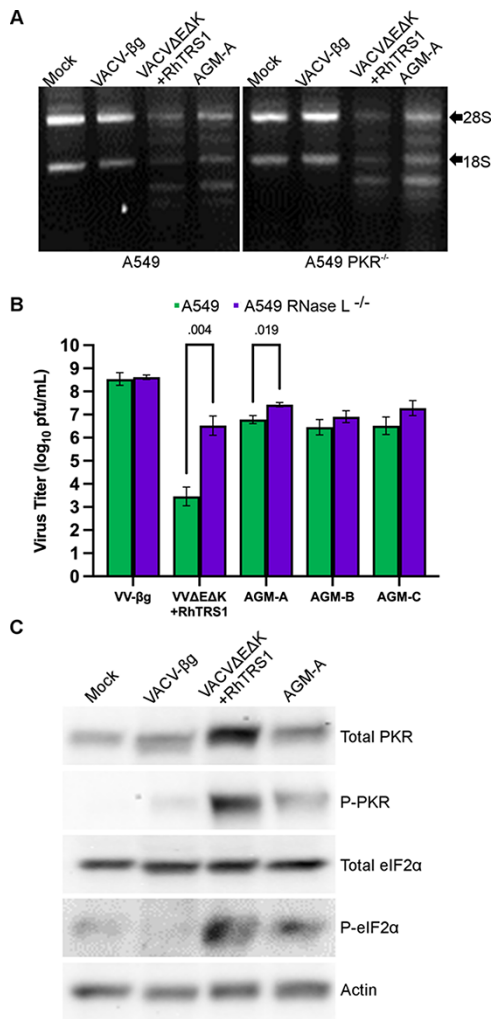 A
Mock
VACV-βg
VACVΔEΔK
+RhTRS1
AGM-A
Mock
VACV-βg
VACVΔEΔK
+RhTRS1
AGM-A
28S
18S
A549
A549 PKR-/-
B
A549
A549 RNase L -/-
.004
.019
Virus Titer (log10 pfu/mL)
10
9
8
7
6
5
4
3
2
1
0
VV-βg
VVΔEΔK
+RhTRS1
AGM-A
AGM-B
AGM-C
C
Mock
VACV-βg
VACVΔEΔK
+RhTRS1
AGM-A
Total PKR
P-PKR
Total eIF2α
P-eIF2α
Actin